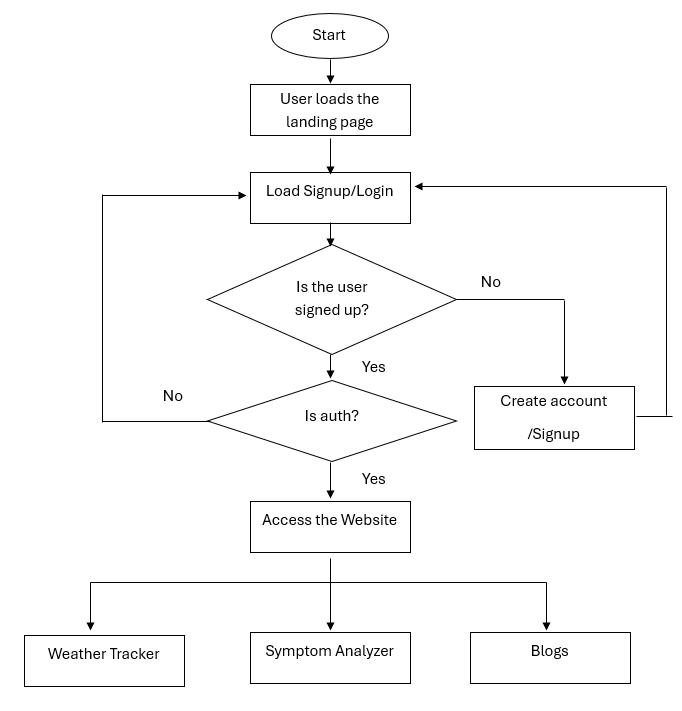 Start
User loads the
landing page
Load Signup/Login
Is the user
signed up?
No
Yes
No
Is auth?
Create account
/Signup
Yes
Access the Website
Weather Tracker
Symptom Analyzer
Blogs